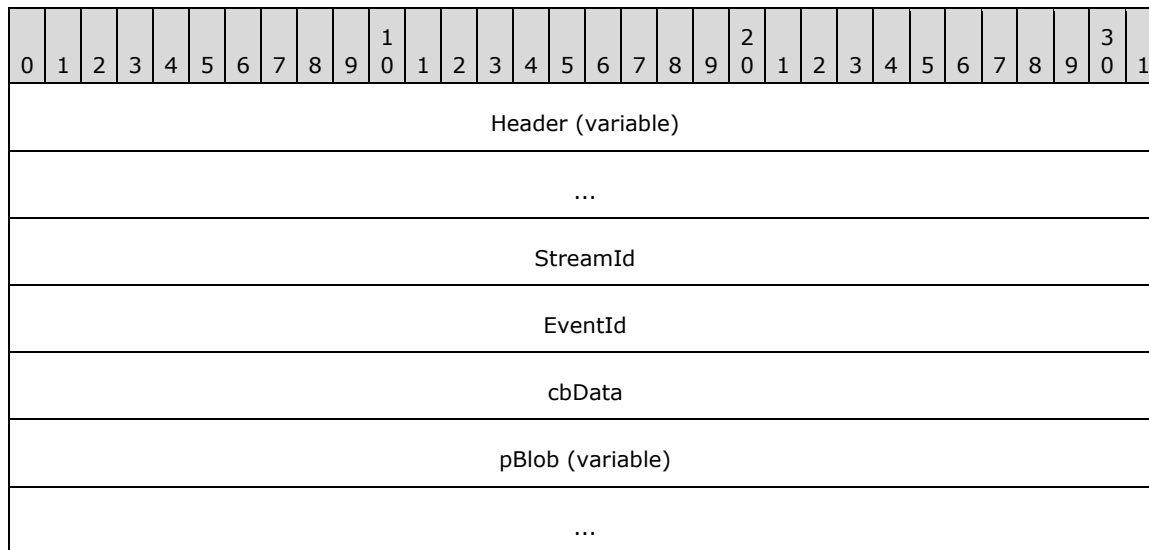 1 2 3
0 1 2 3 4 5 6 7 8 9 0 1 2 3 4 5 6 7 8 9 0 1 2 3 4 5 6 7 8 9 0 1
Header (variable)
...
StreamId
EventId
cbData
pBlob (variable)
...